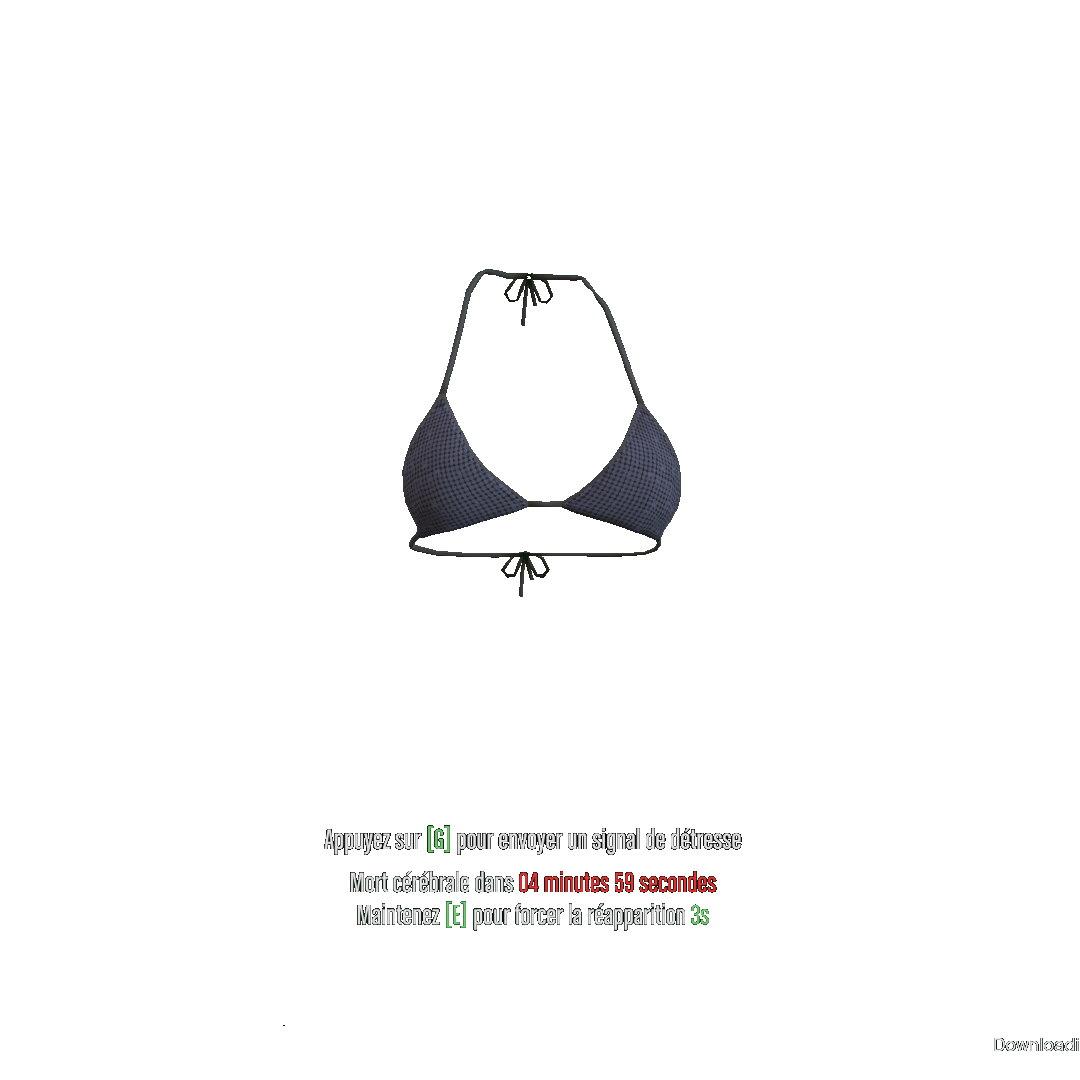 Appuyez sur [G] pour envoyer un signal de détresse
Mort cérébrale dans 04 minutes 59 secondes
Maintenez [E] pour forcer la réapparition 3s
Downloadi